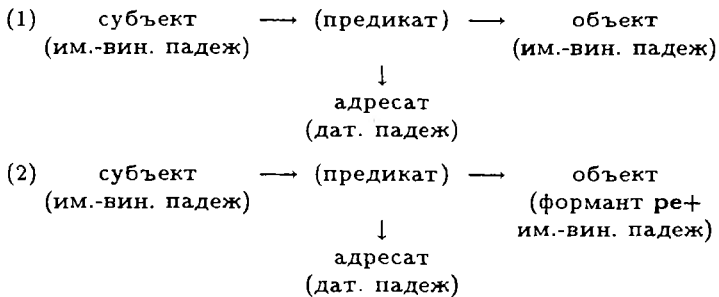 (1) субъект ⟶ (предикат) ⟶ объект
(им.-вин. падеж) (им.-вин. падеж)
↓
адресат
(дат. падеж)
(2) субъект ⟶ (предикат) ⟶ объект
(им.-вин. падеж) (формант ре+
↓ им.-вин. падеж)
адресат
(дат. падеж)